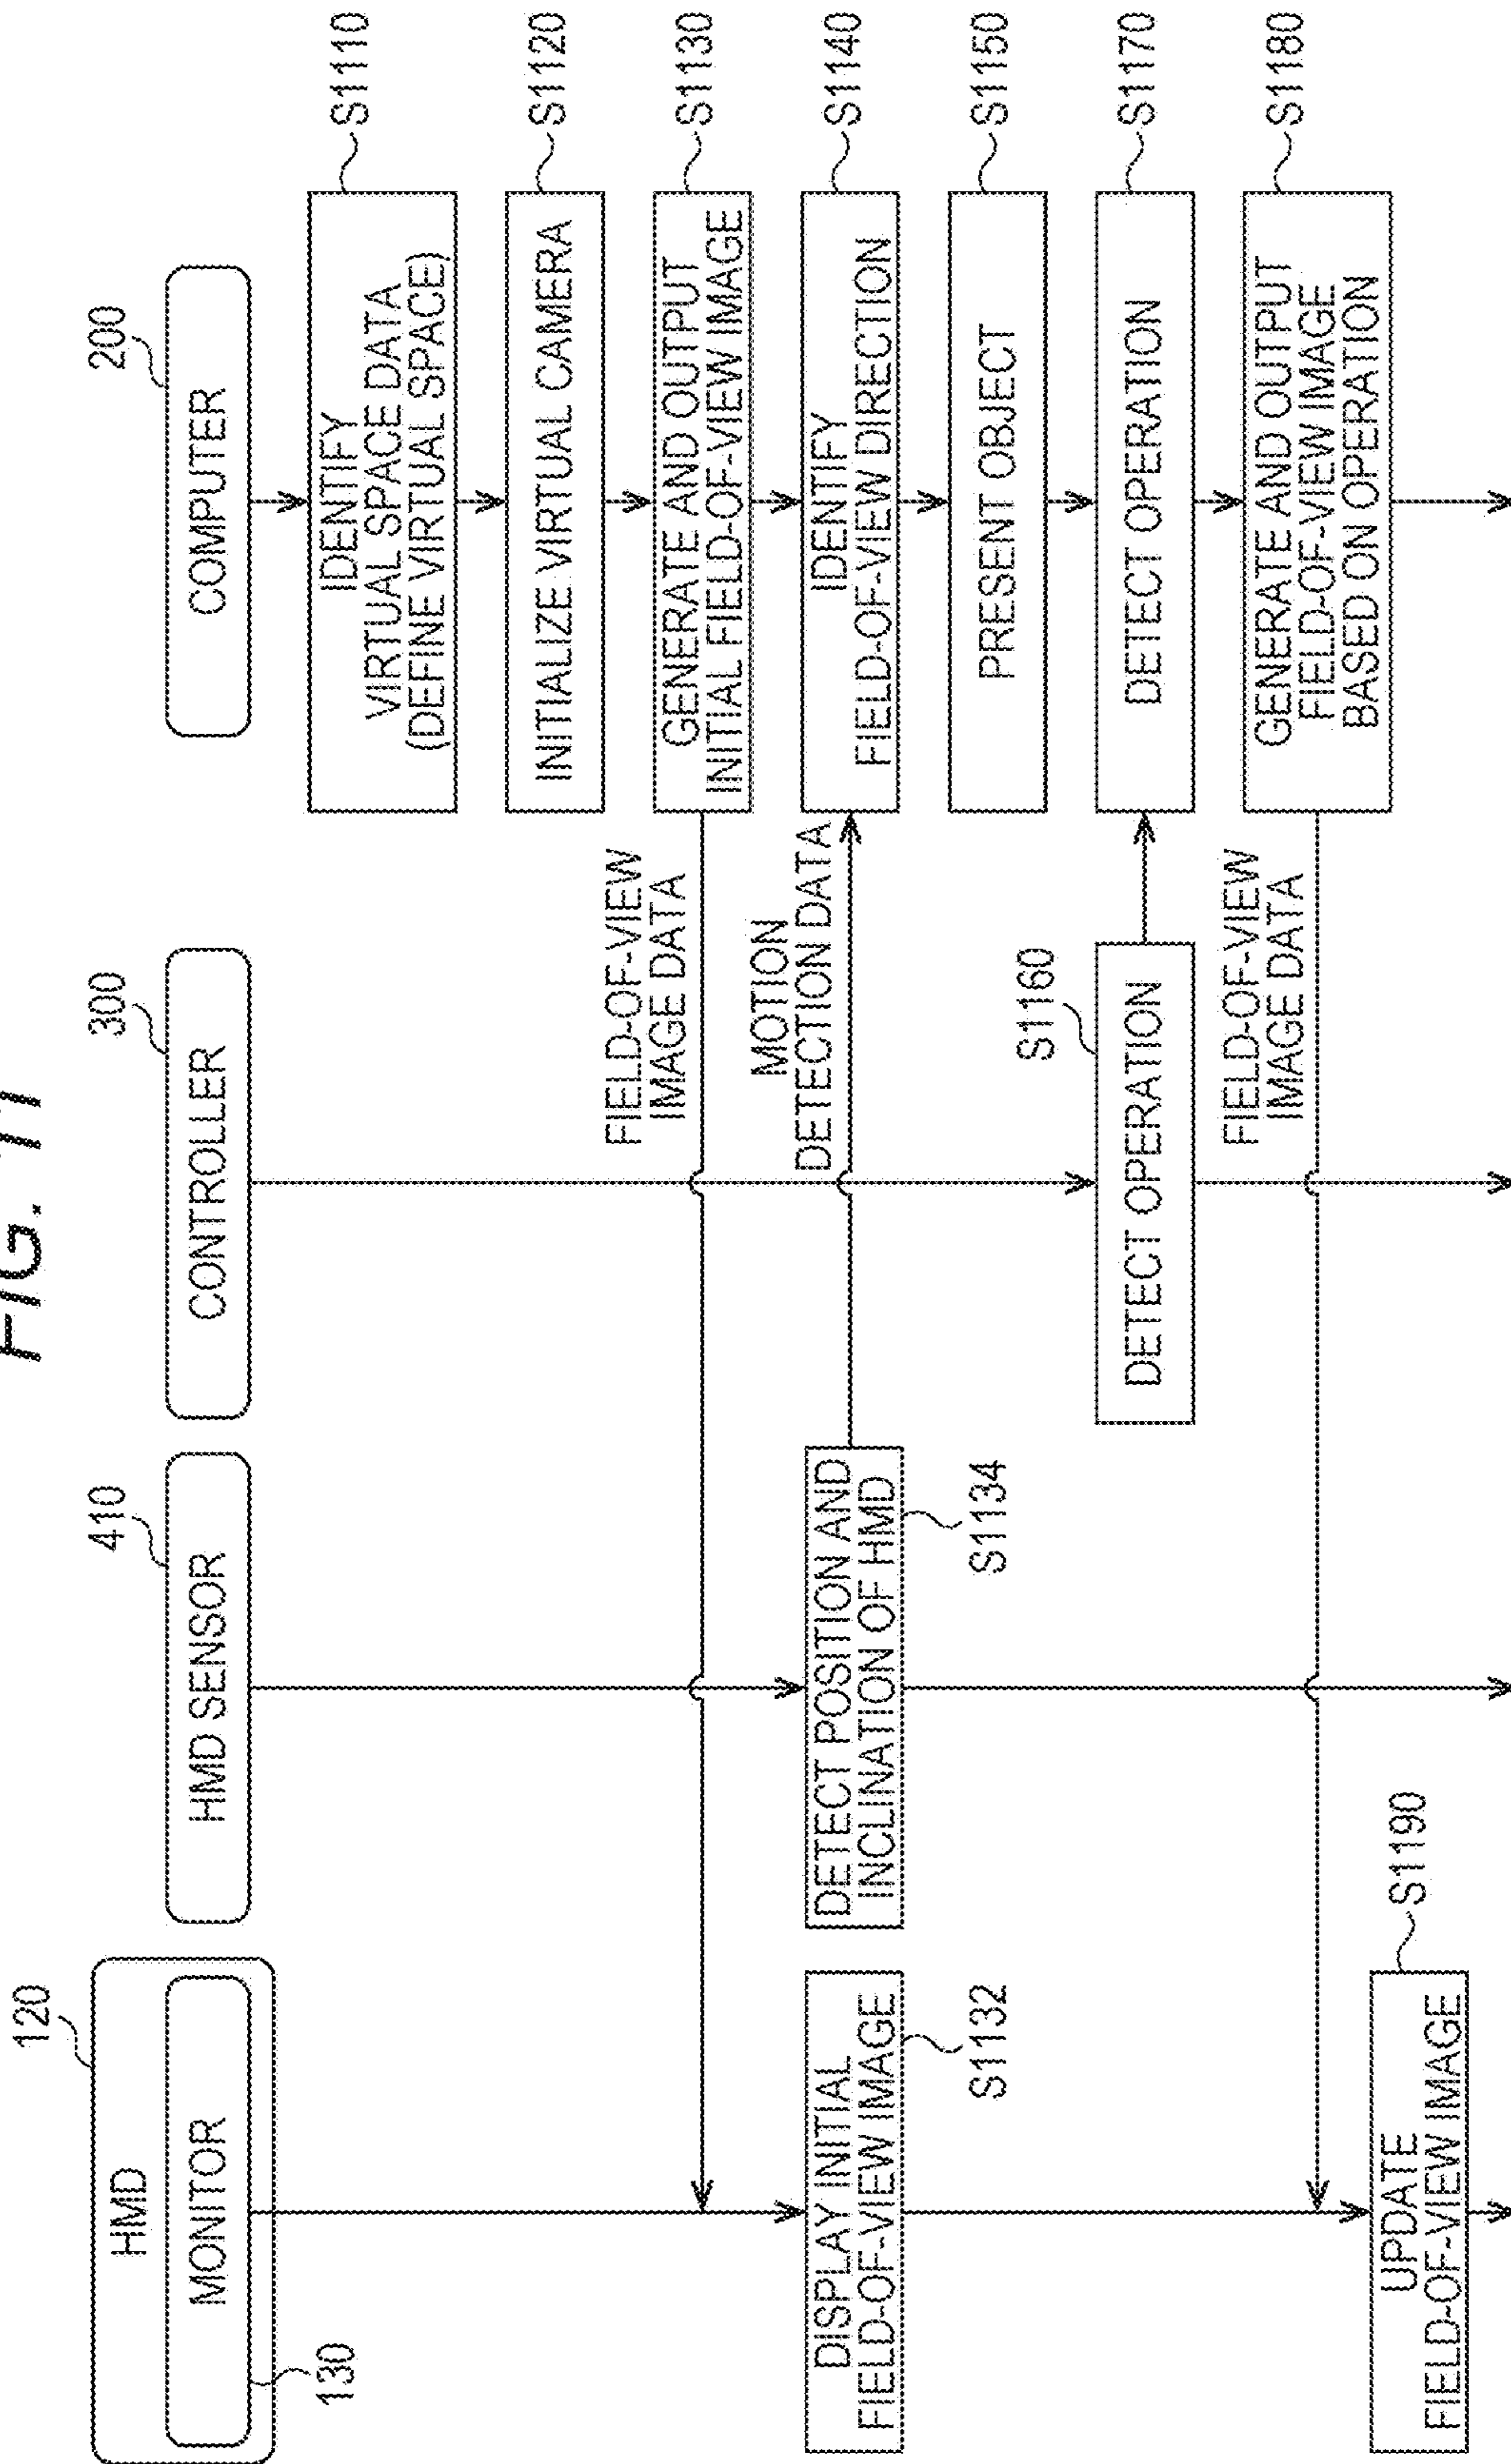 FIG. 11
120
HMD
MONITOR
130
410
HMD SENSOR
300
CONTROLLER
200
COMPUTER
IDENTIFY
VIRTUAL SPACE DATA
(DEFINE VIRTUAL SPACE)
S1110
INITIALIZE VIRTUAL CAMERA
S1120
GENERATE AND OUTPUT
INITIAL FIELD-OF-VIEW IMAGE
S1130
FIELD-OF-VIEW
IMAGE DATA
DISPLAY INITIAL
FIELD-OF-VIEW IMAGE
S1132
DETECT POSITION AND
INCLINATION OF HMD
S1134
MOTION
DETECTION DATA
IDENTIFY
FIELD-OF-VIEW DIRECTION
S1140
PRESENT OBJECT
S1150
S1160
DETECT OPERATION
DETECT OPERATION
S1170
FIELD-OF-VIEW
IMAGE DATA
GENERATE AND OUTPUT
FIELD-OF-VIEW IMAGE
BASED ON OPERATION
S1180
UPDATE
FIELD-OF-VIEW IMAGE
S1190